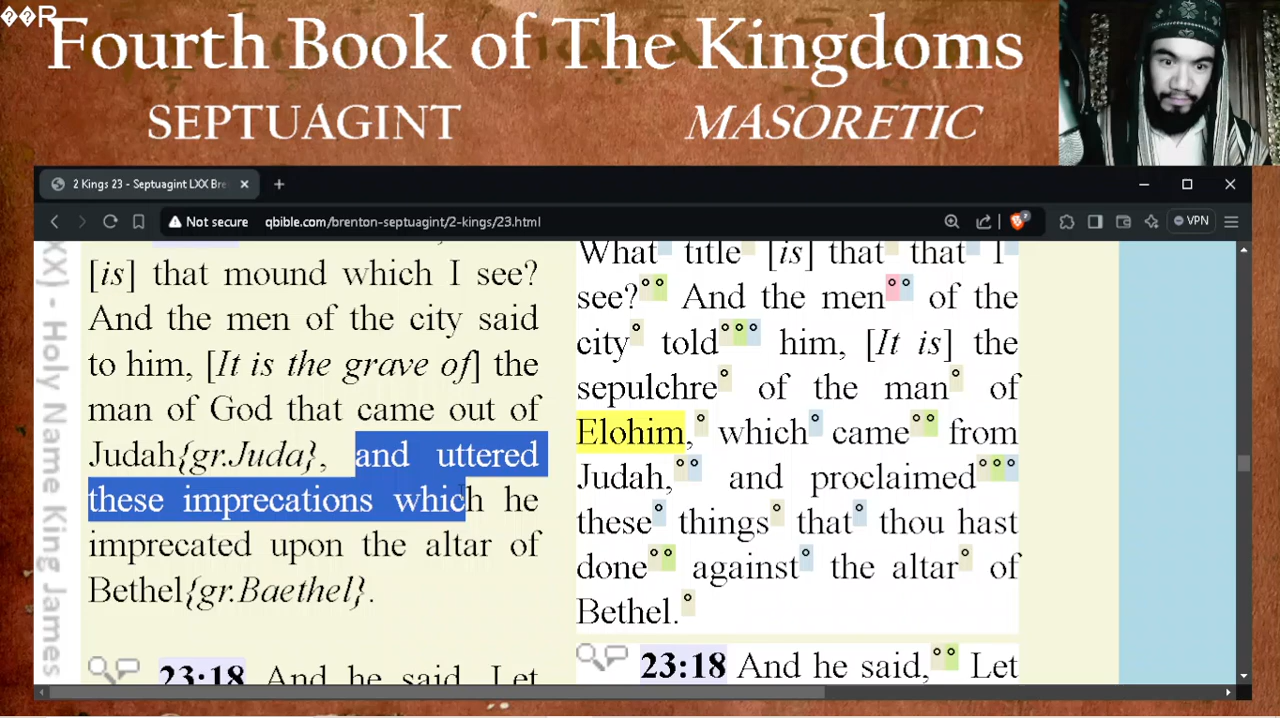 ��R
Fourth Book of The Kingdoms
SEPTUAGINT
MASORETIC
2 Kings 23 - Septuagint LXX Bre
Not secure
qbible.com/brenton-septuagint/2-kings/23.html
VPN
XX) - Holy Name King James
[is] that mound which I see?
And the men of the city said
to him, [It is the grave of] the
man of God that came out of
Judah{gr.Juda}, and uttered
these imprecations which he
imprecated upon the altar of
Bethel{gr.Baethel}.
23:18 And he said, Let
What title [is] that that I
see? And the men of the
city told him, [It is] the
sepulchre of the man of
Elohim, which came from
Judah, and proclaimed
these things that thou hast
done against the altar of
Bethel.
23:18 And he said, Let